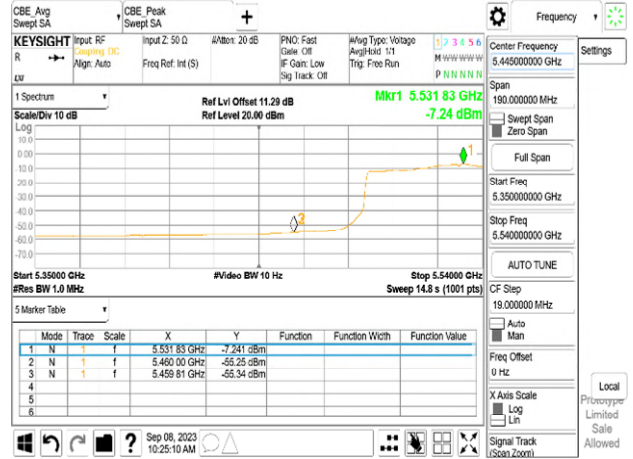 CBE_Avg
Swept SA
CBE_Peak
Swept SA
KEYSIGHT
R
LXI
Input: RF
Coupling: DC
Align: Auto
Input Z: 50 Ω
Freq Ref: Int (S)
#Atten: 20 dB
PNO: Fast
Gate: Off
IF Gain: Low
Sig Track: Off
#Avg Type: Voltage
Avg|Hold: 1/1
Trig: Free Run
1 2 3 4 5 6
M W W W W W
P N N N N N
1 Spectrum
Scale/Div 10 dB
Ref Lvl Offset 11.29 dB
Ref Level 20.00 dBm
Mkr1 5.531 83 GHz
-7.24 dBm
Log
10.0
0.00
-10.0
-20.0
-30.0
-40.0
-50.0
-60.0
-70.0
1
3
Start 5.35000 GHz
#Res BW 1.0 MHz
#Video BW 10 Hz
Stop 5.54000 GHz
Sweep 14.8 s (1001 pts)
5 Marker Table
Mode Trace Scale X Y Function Function Width Function Value
1 N 1 f 5.531 83 GHz -7.241 dBm
2 N 1 f 5.460 00 GHz -55.25 dBm
3 N 1 f 5.459 81 GHz -55.34 dBm
4
5
6
?
Sep 08, 2023
10:25:10 AM
Frequency
Settings
Center Frequency
5.445000000 GHz
Span
190.000000 MHz
Swept Span
Zero Span
Full Span
Start Freq
5.350000000 GHz
Stop Freq
5.540000000 GHz
AUTO TUNE
CF Step
19.000000 MHz
Auto
Man
Freq Offset
0 Hz
X Axis Scale
Log
Lin
Signal Track
(Span Zoom)
Local
Prototype
Limited
Sale
Allowed